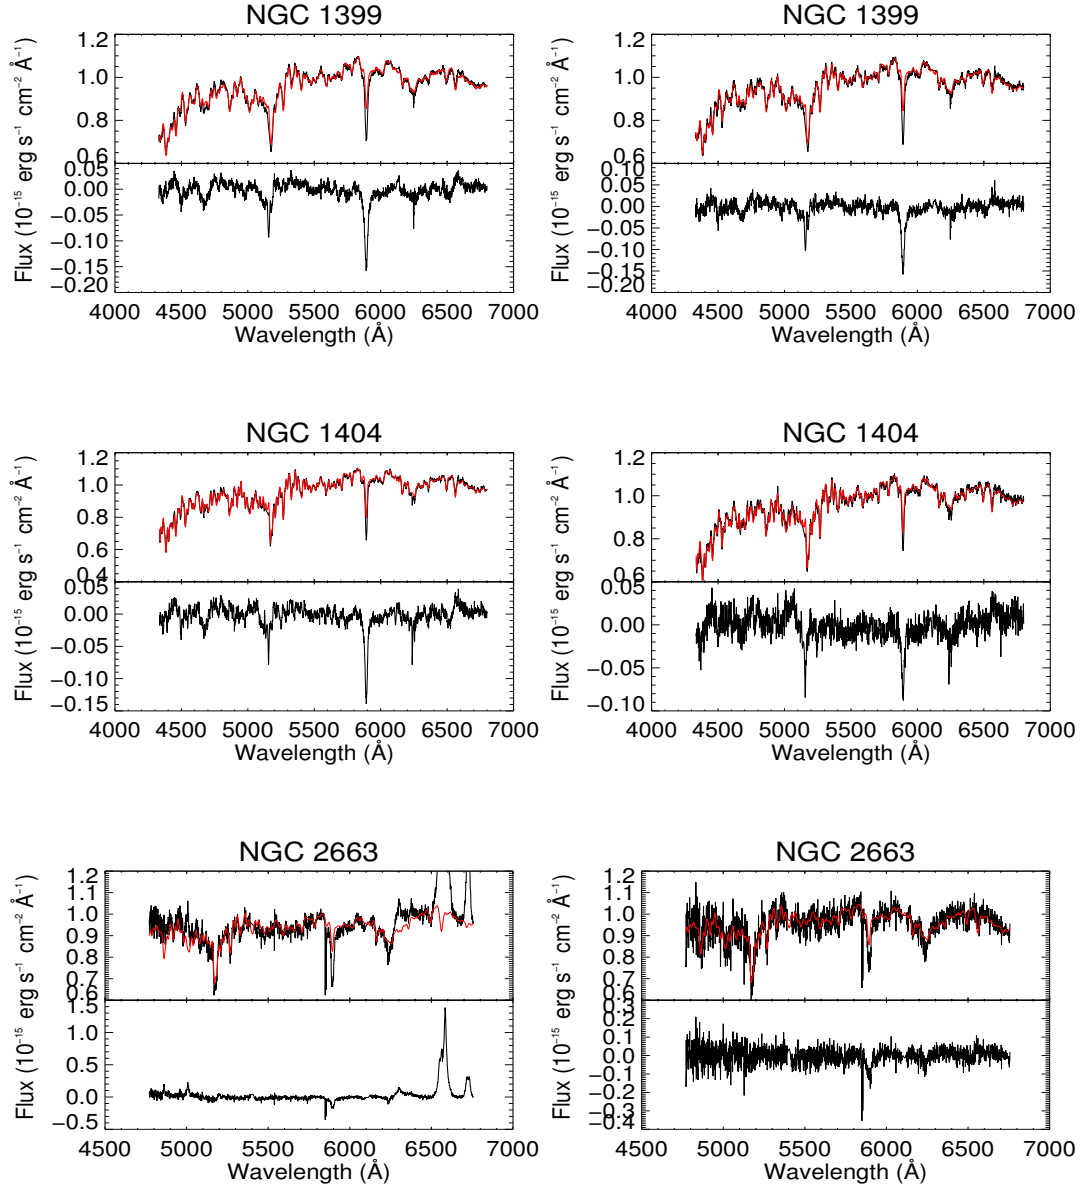 NGC 1399
1.2
1.0
0.8
0.6
0.05
0.00
−0.05
−0.10
−0.15
−0.20
Flux (10⁻¹⁵ erg s⁻¹ cm⁻² Å⁻¹)
4000 4500 5000 5500 6000 6500 7000
Wavelength (Å)
NGC 1399
1.2
1.0
0.8
0.6
0.10
0.05
0.00
−0.05
−0.10
−0.15
−0.20
Flux (10⁻¹⁵ erg s⁻¹ cm⁻² Å⁻¹)
4000 4500 5000 5500 6000 6500 7000
Wavelength (Å)
NGC 1404
1.2
1.0
0.8
0.6
0.4
0.05
0.00
−0.05
−0.10
−0.15
Flux (10⁻¹⁵ erg s⁻¹ cm⁻² Å⁻¹)
4000 4500 5000 5500 6000 6500 7000
Wavelength (Å)
NGC 1404
1.2
1.0
0.8
0.6
0.05
0.00
−0.05
−0.10
Flux (10⁻¹⁵ erg s⁻¹ cm⁻² Å⁻¹)
4000 4500 5000 5500 6000 6500 7000
Wavelength (Å)
NGC 2663
1.2
1.1
1.0
0.9
0.8
0.7
0.6
1.5
1.0
0.5
0.0
−0.5
Flux (10⁻¹⁵ erg s⁻¹ cm⁻² Å⁻¹)
4500 5000 5500 6000 6500 7000
Wavelength (Å)
NGC 2663
1.2
1.1
1.0
0.9
0.8
0.7
0.6
0.3
0.2
0.1
0.0
−0.1
−0.2
−0.3
−0.4
Flux (10⁻¹⁵ erg s⁻¹ cm⁻² Å⁻¹)
4500 5000 5500 6000 6500 7000
Wavelength (Å)